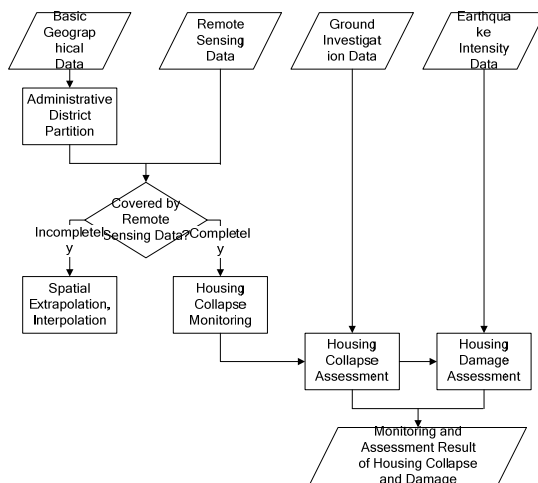 Basic
Geograp
hical
Data
Remote
Sensing
Data
Ground
Investigat
ion Data
Earthqua
ke
Intensity
Data
Administrative
District
Partition
Covered by
Remote
Sensing Data?
Incompletel
y
Completel
y
Spatial
Extrapolation,
Interpolation
Housing
Collapse
Monitoring
Housing
Collapse
Assessment
Housing
Damage
Assessment
Monitoring and
Assessment Result
of Housing Collapse
and Damage